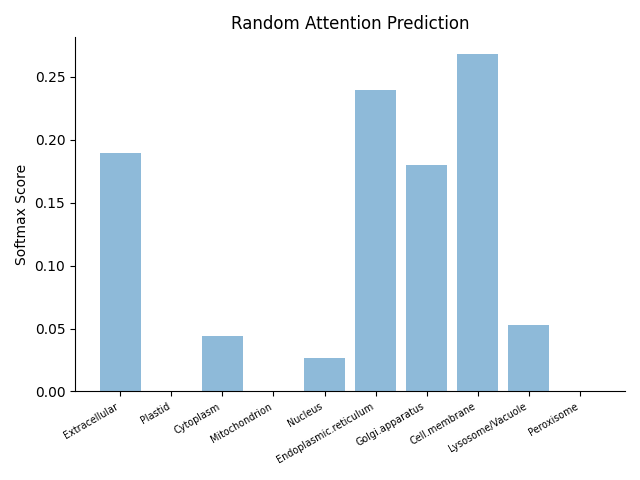 Random Attention Prediction
Softmax Score
0.25
0.20
0.15
0.10
0.05
0.00
Extracellular
Plastid
Cytoplasm
Mitochondrion
Nucleus
Endoplasmic.reticulum
Golgi.apparatus
Cell.membrane
Lysosome/Vacuole
Peroxisome